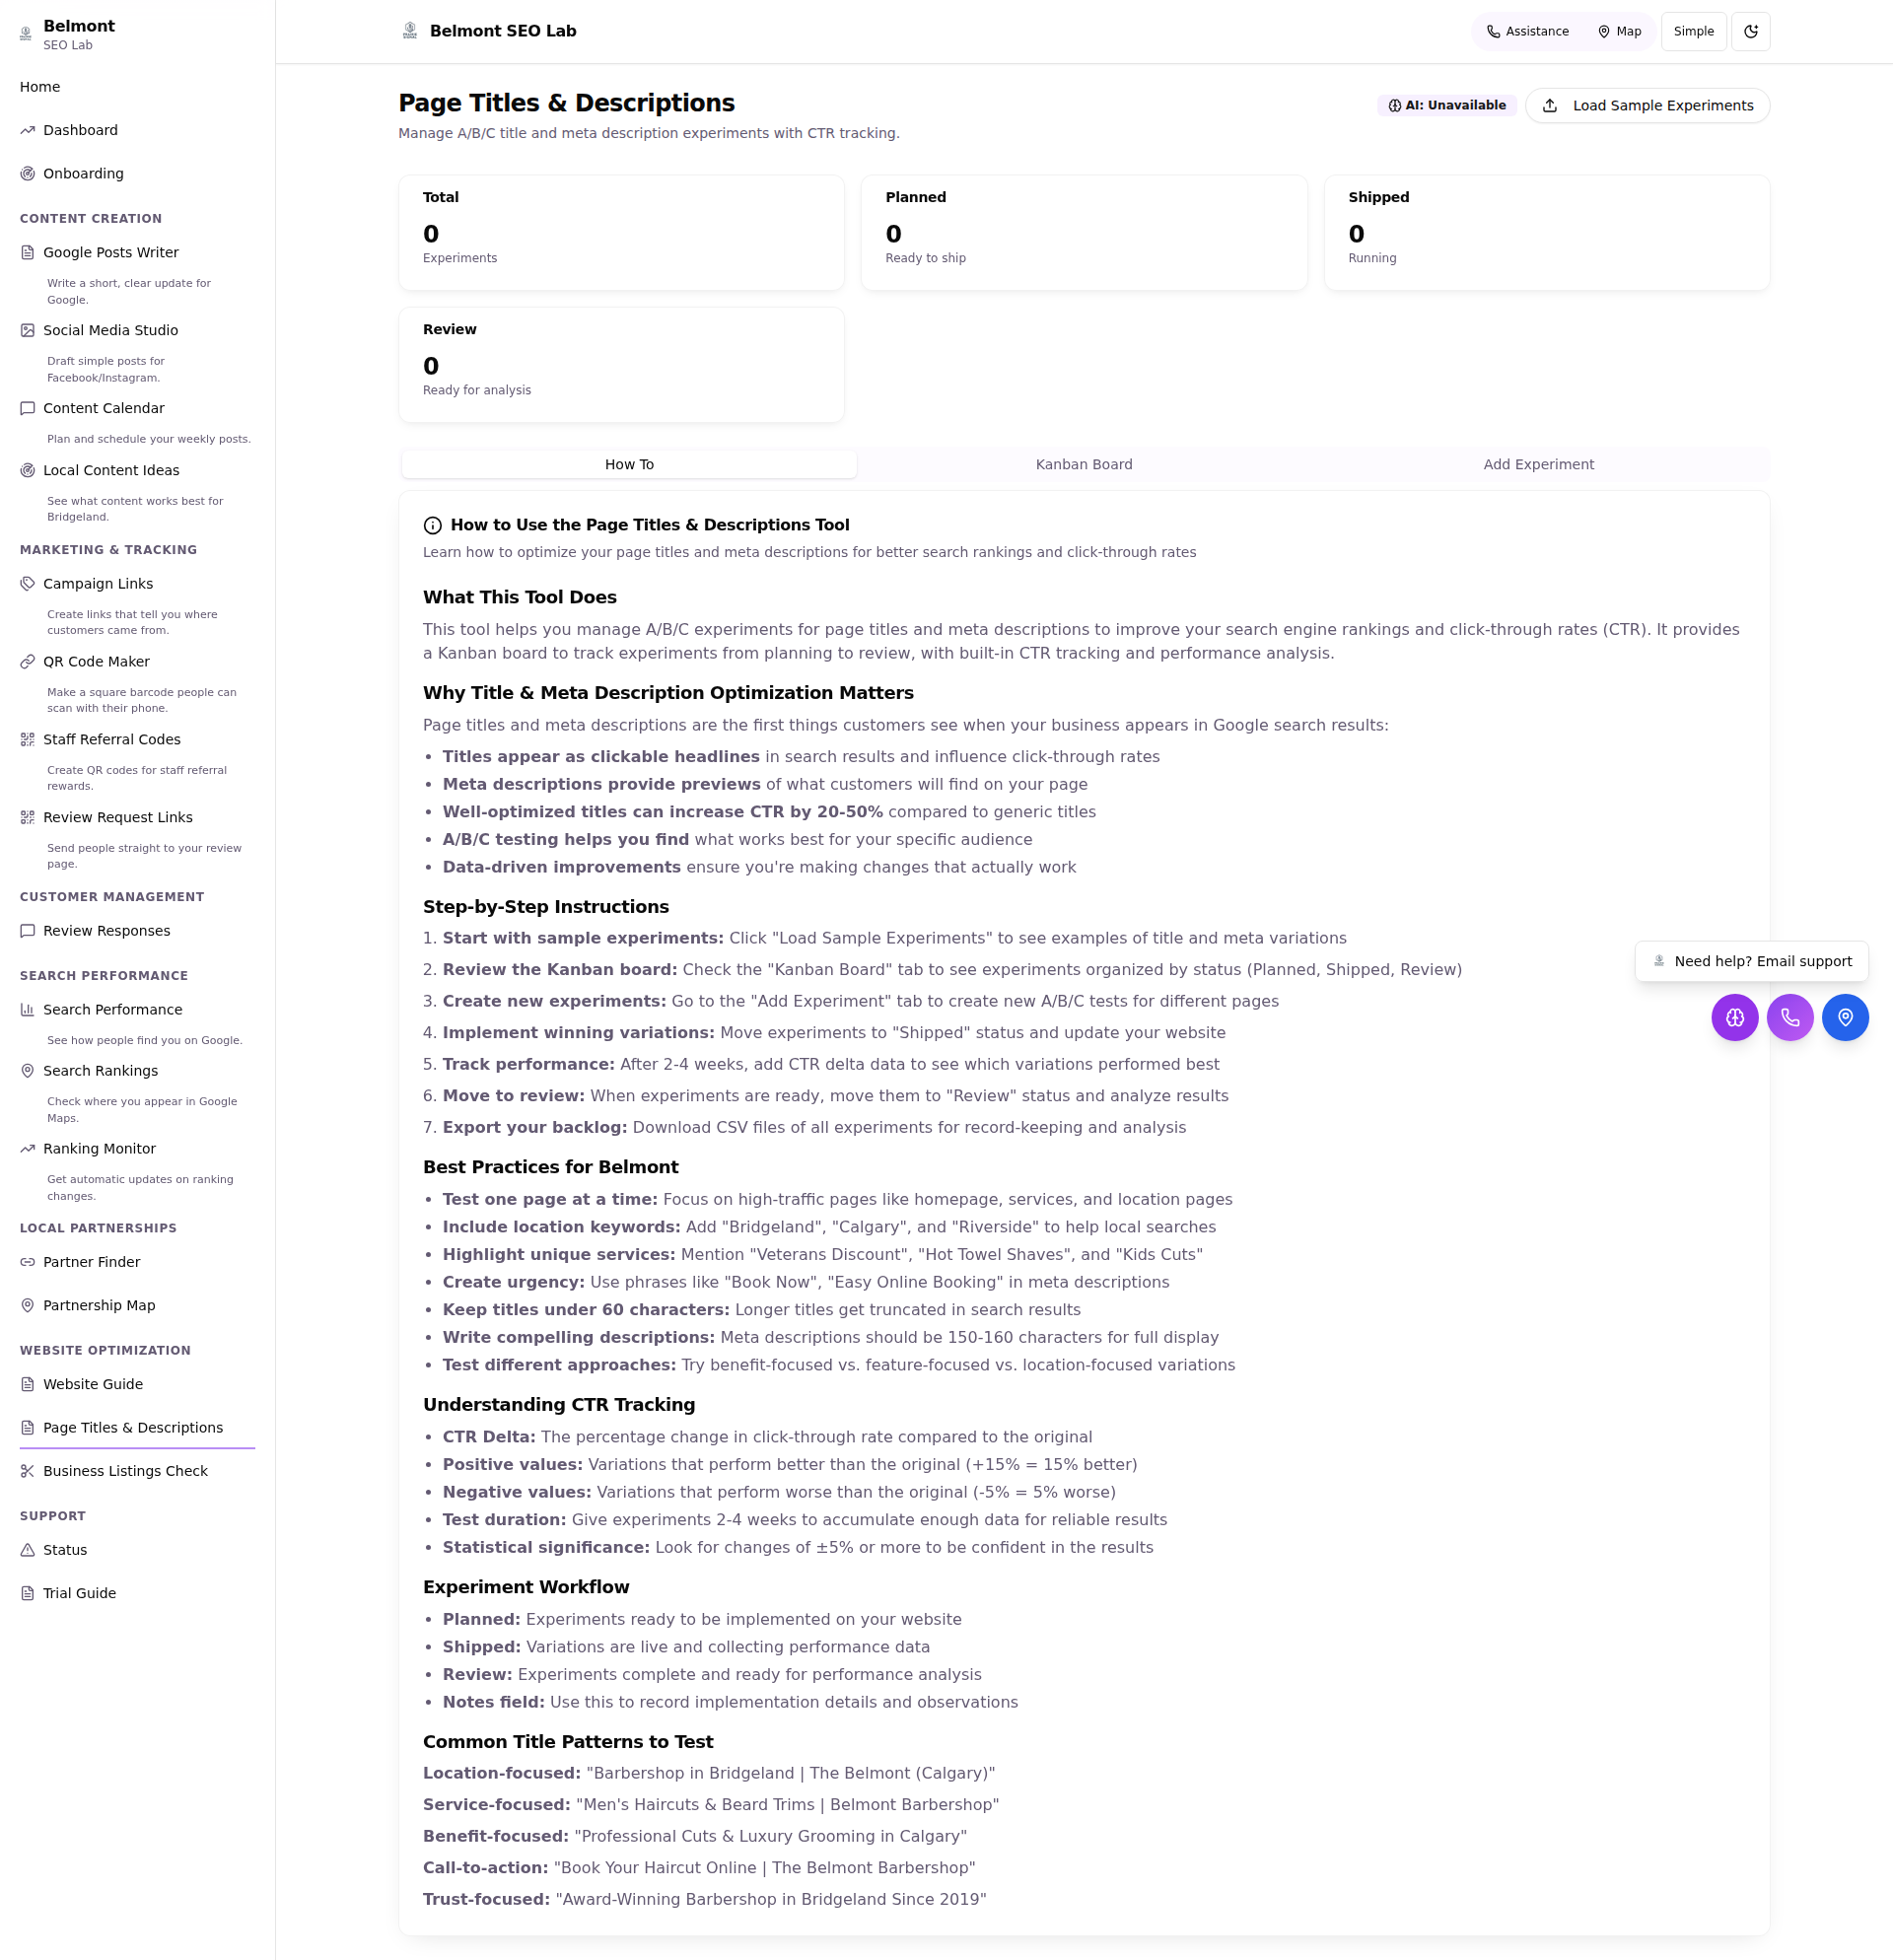 Belmont
SEO Lab
Home
Dashboard
Onboarding
CONTENT CREATION
Google Posts Writer
Write a short, clear update for
Google.
Social Media Studio
Draft simple posts for
Facebook/Instagram.
Content Calendar
Plan and schedule your weekly posts.
Local Content Ideas
See what content works best for
Bridgeland.
MARKETING & TRACKING
Campaign Links
Create links that tell you where
customers came from.
QR Code Maker
Make a square barcode people can
scan with their phone.
Staff Referral Codes
Create QR codes for staff referral
rewards.
Review Request Links
Send people straight to your review
page.
CUSTOMER MANAGEMENT
Review Responses
SEARCH PERFORMANCE
Search Performance
See how people find you on Google.
Search Rankings
Check where you appear in Google
Maps.
Ranking Monitor
Get automatic updates on ranking
changes.
LOCAL PARTNERSHIPS
Partner Finder
Partnership Map
WEBSITE OPTIMIZATION
Website Guide
Page Titles & Descriptions
Business Listings Check
SUPPORT
Status
Trial Guide
Belmont SEO Lab
Assistance
Map
Simple
Page Titles & Descriptions
Manage A/B/C title and meta description experiments with CTR tracking.
AI: Unavailable
Load Sample Experiments
Total
0
Experiments
Planned
0
Ready to ship
Shipped
0
Running
Review
0
Ready for analysis
How To
Kanban Board
Add Experiment
How to Use the Page Titles & Descriptions Tool
Learn how to optimize your page titles and meta descriptions for better search rankings and click-through rates
What This Tool Does
This tool helps you manage A/B/C experiments for page titles and meta descriptions to improve your search engine rankings and click-through rates (CTR). It provides
a Kanban board to track experiments from planning to review, with built-in CTR tracking and performance analysis.
Why Title & Meta Description Optimization Matters
Page titles and meta descriptions are the first things customers see when your business appears in Google search results:
• Titles appear as clickable headlines in search results and influence click-through rates
• Meta descriptions provide previews of what customers will find on your page
• Well-optimized titles can increase CTR by 20-50% compared to generic titles
• A/B/C testing helps you find what works best for your specific audience
• Data-driven improvements ensure you're making changes that actually work
Step-by-Step Instructions
1. Start with sample experiments: Click "Load Sample Experiments" to see examples of title and meta variations
2. Review the Kanban board: Check the "Kanban Board" tab to see experiments organized by status (Planned, Shipped, Review)
3. Create new experiments: Go to the "Add Experiment" tab to create new A/B/C tests for different pages
4. Implement winning variations: Move experiments to "Shipped" status and update your website
5. Track performance: After 2-4 weeks, add CTR delta data to see which variations performed best
6. Move to review: When experiments are ready, move them to "Review" status and analyze results
7. Export your backlog: Download CSV files of all experiments for record-keeping and analysis
Need help? Email support
Best Practices for Belmont
• Test one page at a time: Focus on high-traffic pages like homepage, services, and location pages
• Include location keywords: Add "Bridgeland", "Calgary", and "Riverside" to help local searches
• Highlight unique services: Mention "Veterans Discount", "Hot Towel Shaves", and "Kids Cuts"
• Create urgency: Use phrases like "Book Now", "Easy Online Booking" in meta descriptions
• Keep titles under 60 characters: Longer titles get truncated in search results
• Write compelling descriptions: Meta descriptions should be 150-160 characters for full display
• Test different approaches: Try benefit-focused vs. feature-focused vs. location-focused variations
Understanding CTR Tracking
• CTR Delta: The percentage change in click-through rate compared to the original
• Positive values: Variations that perform better than the original (+15% = 15% better)
• Negative values: Variations that perform worse than the original (-5% = 5% worse)
• Test duration: Give experiments 2-4 weeks to accumulate enough data for reliable results
• Statistical significance: Look for changes of ±5% or more to be confident in the results
Experiment Workflow
• Planned: Experiments ready to be implemented on your website
• Shipped: Variations are live and collecting performance data
• Review: Experiments complete and ready for performance analysis
• Notes field: Use this to record implementation details and observations
Common Title Patterns to Test
Location-focused: "Barbershop in Bridgeland | The Belmont (Calgary)"
Service-focused: "Men's Haircuts & Beard Trims | Belmont Barbershop"
Benefit-focused: "Professional Cuts & Luxury Grooming in Calgary"
Call-to-action: "Book Your Haircut Online | The Belmont Barbershop"
Trust-focused: "Award-Winning Barbershop in Bridgeland Since 2019"